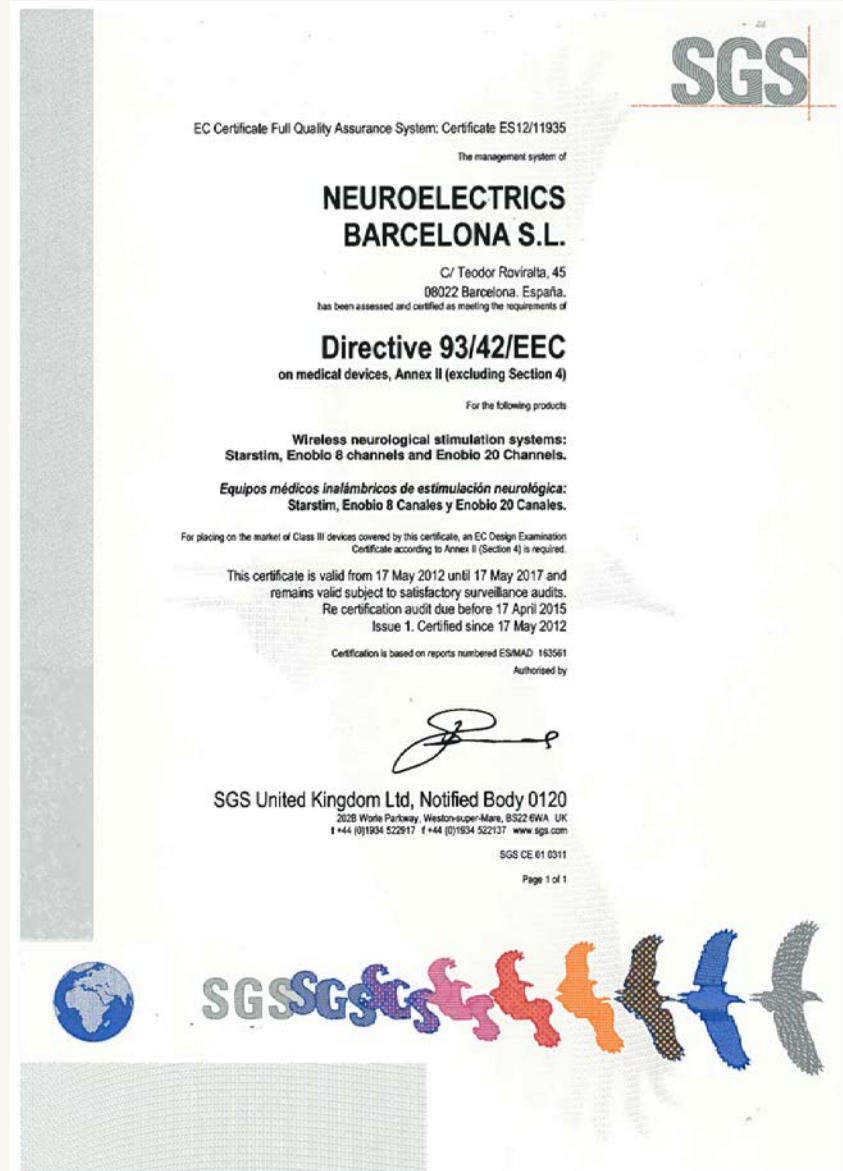 SGS
EC Certificate Full Quality Assurance System: Certificate ES12/11935
The management system of
NEUROELECTRICS
BARCELONA S.L.
C/ Teodor Roviralta, 45
08022 Barcelona. España.
has been assessed and certified as meeting the requirements of
Directive 93/42/EEC
on medical devices, Annex II (excluding Section 4)
For the following products
Wireless neurological stimulation systems:
Starstim, Enobio 8 channels and Enobio 20 Channels.
Equipos médicos inalámbricos de estimulación neurológica:
Starstim, Enobio 8 Canales y Enobio 20 Canales.
For placing on the market of Class III devices covered by this certificate, an EC Design Examination
Certificate according to Annex II (Section 4) is required.
This certificate is valid from 17 May 2012 until 17 May 2017 and
remains valid subject to satisfactory surveillance audits.
Re certification audit due before 17 April 2015
Issue 1. Certified since 17 May 2012
Certification is based on reports numbered ES/MAD 163561
Authorised by
SGS United Kingdom Ltd, Notified Body 0120
202B Worle Parkway, Weston-super-Mare, BS22 6WA UK
t +44 (0)1934 522917 f +44 (0)1934 522137 www.sgs.com
SGS CE 01 0311
Page 1 of 1
SGSSGSSGS